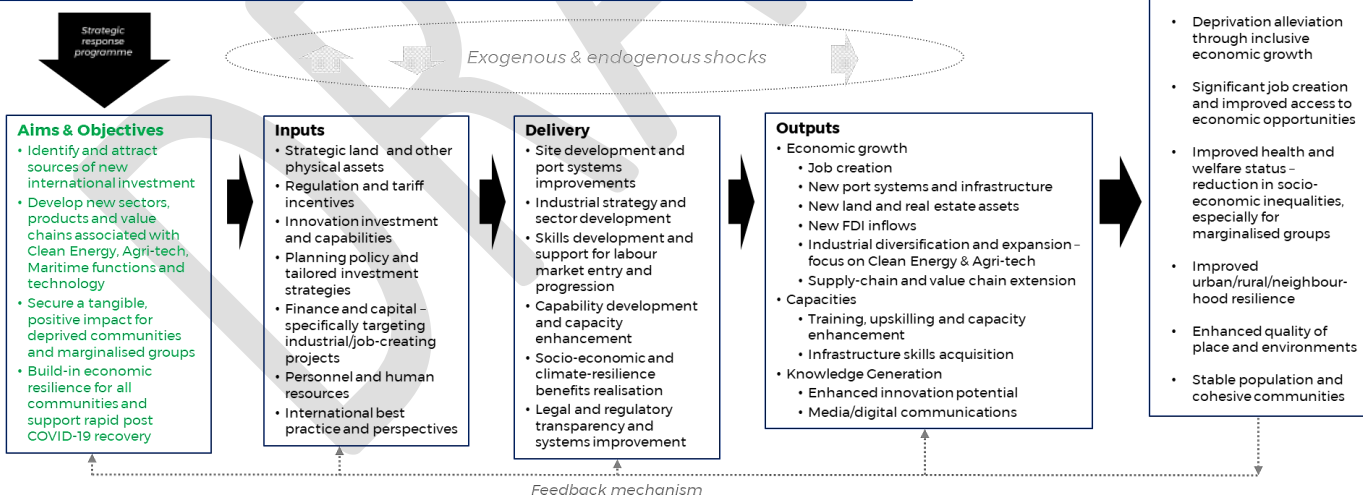 Strategic
response
programme
Exogenous & endogenous shocks
Aims & Objectives
• Identify and attract
sources of new
international investment
• Develop new sectors,
products and value
chains associated with
Clean Energy, Agri-tech,
Maritime functions and
technology
• Secure a tangible,
positive impact for
deprived communities
and marginalised groups
• Build-in economic
resilience for all
communities and
support rapid post
COVID-19 recovery
Inputs
• Strategic land and other
physical assets
• Regulation and tariff
incentives
• Innovation investment
and capabilities
• Planning policy and
tailored investment
strategies
• Finance and capital –
specifically targeting
industrial/job-creating
projects
• Personnel and human
resources
• International best
practice and perspectives
Delivery
• Site development and
port systems
improvements
• Industrial strategy and
sector development
• Skills development and
support for labour
market entry and
progression
• Capability development
and capacity
enhancement
• Socio-economic and
climate-resilience
benefits realisation
• Legal and regulatory
transparency and
systems improvement
Outputs
• Economic growth
• Job creation
• New port systems and infrastructure
• New land and real estate assets
• New FDI inflows
• Industrial diversification and expansion –
focus on Clean Energy & Agri-tech
• Supply-chain and value chain extension
• Capacities
• Training, upskilling and capacity
enhancement
• Infrastructure skills acquisition
• Knowledge Generation
• Enhanced innovation potential
• Media/digital communications
• Deprivation alleviation
through inclusive
economic growth
• Significant job creation
and improved access to
economic opportunities
• Improved health and
welfare status –
reduction in socio-
economic inequalities,
especially for
marginalised groups
• Improved
urban/rural/neighbour-
hood resilience
• Enhanced quality of
place and environments
• Stable population and
cohesive communities
Feedback mechanism